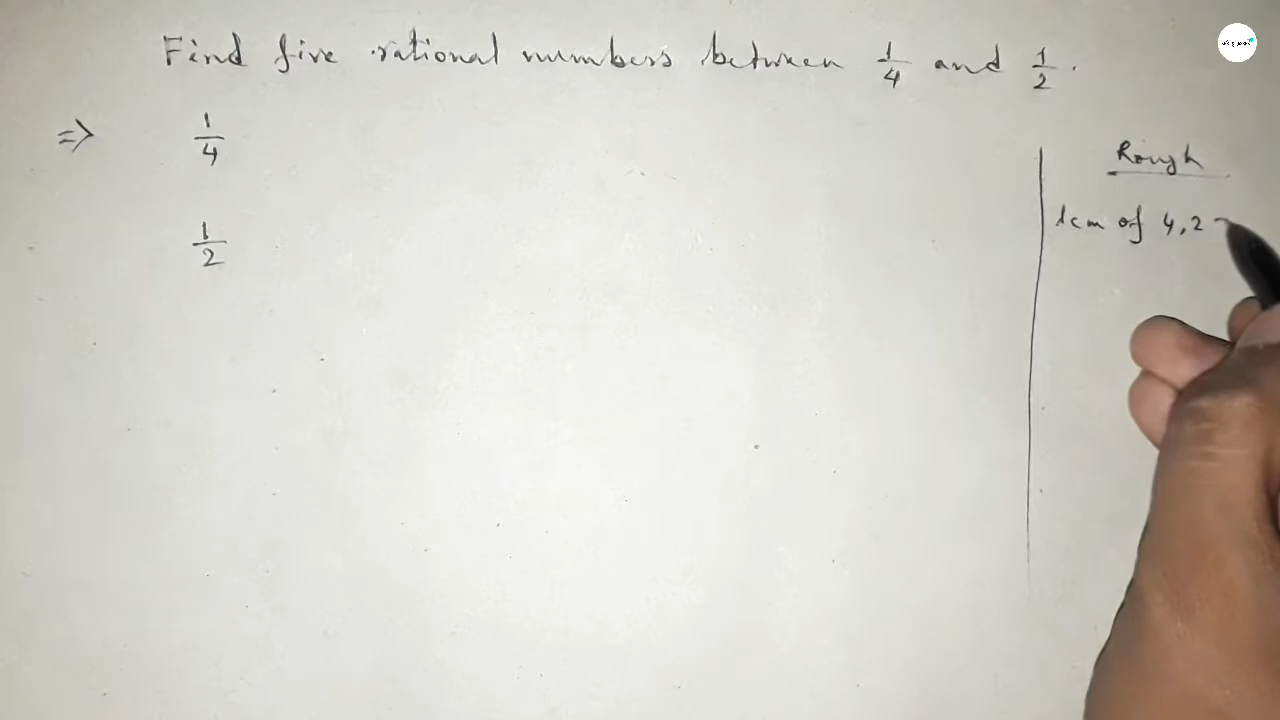 Find five rational numbers between 1/4 and 1/2.
=> 1/4
1/2
Rough
lcm of 4,2